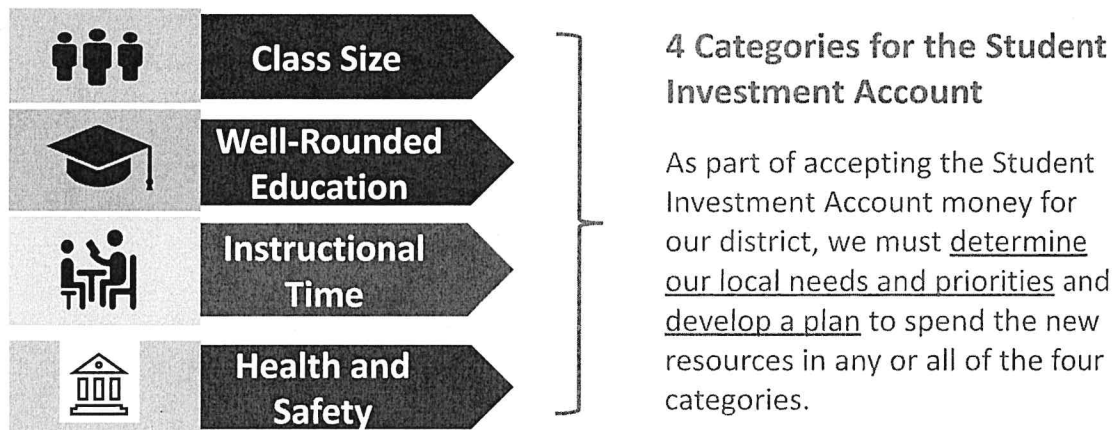 Class Size
Well-Rounded
Education
Instructional
Time
Health and
Safety
4 Categories for the Student
Investment Account
As part of accepting the Student
Investment Account money for
our district, we must determine
our local needs and priorities and
develop a plan to spend the new
resources in any or all of the four
categories.